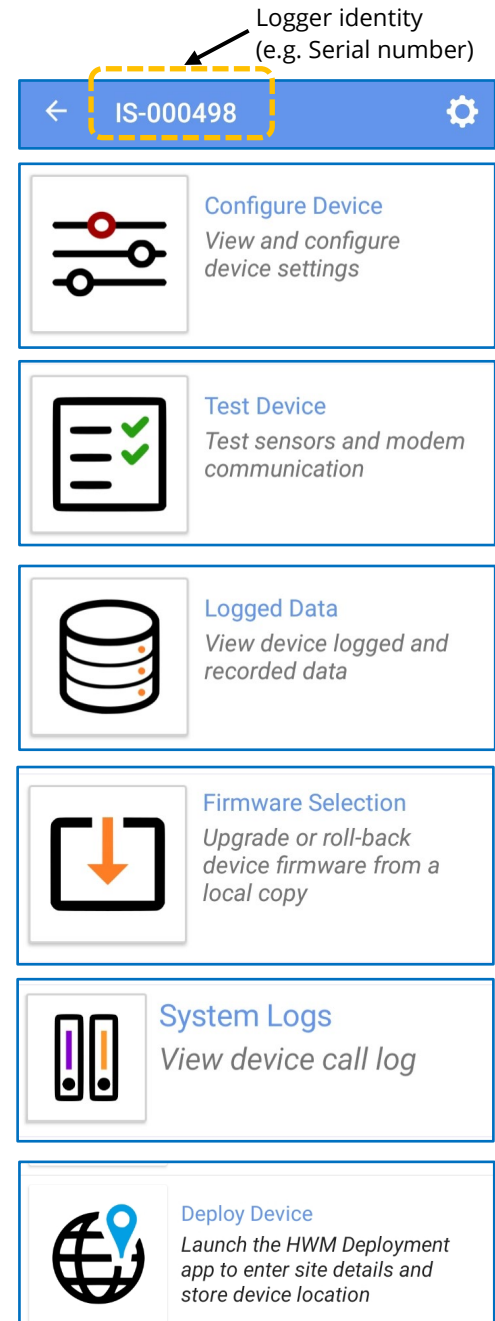 Logger identity
(e.g. Serial number)
IS-000498
Configure Device
View and configure
device settings
Test Device
Test sensors and modem
communication
Logged Data
View device logged and
recorded data
Firmware Selection
Upgrade or roll-back
device firmware from a
local copy
System Logs
View device call log
Deploy Device
Launch the HWM Deployment
app to enter site details and
store device location